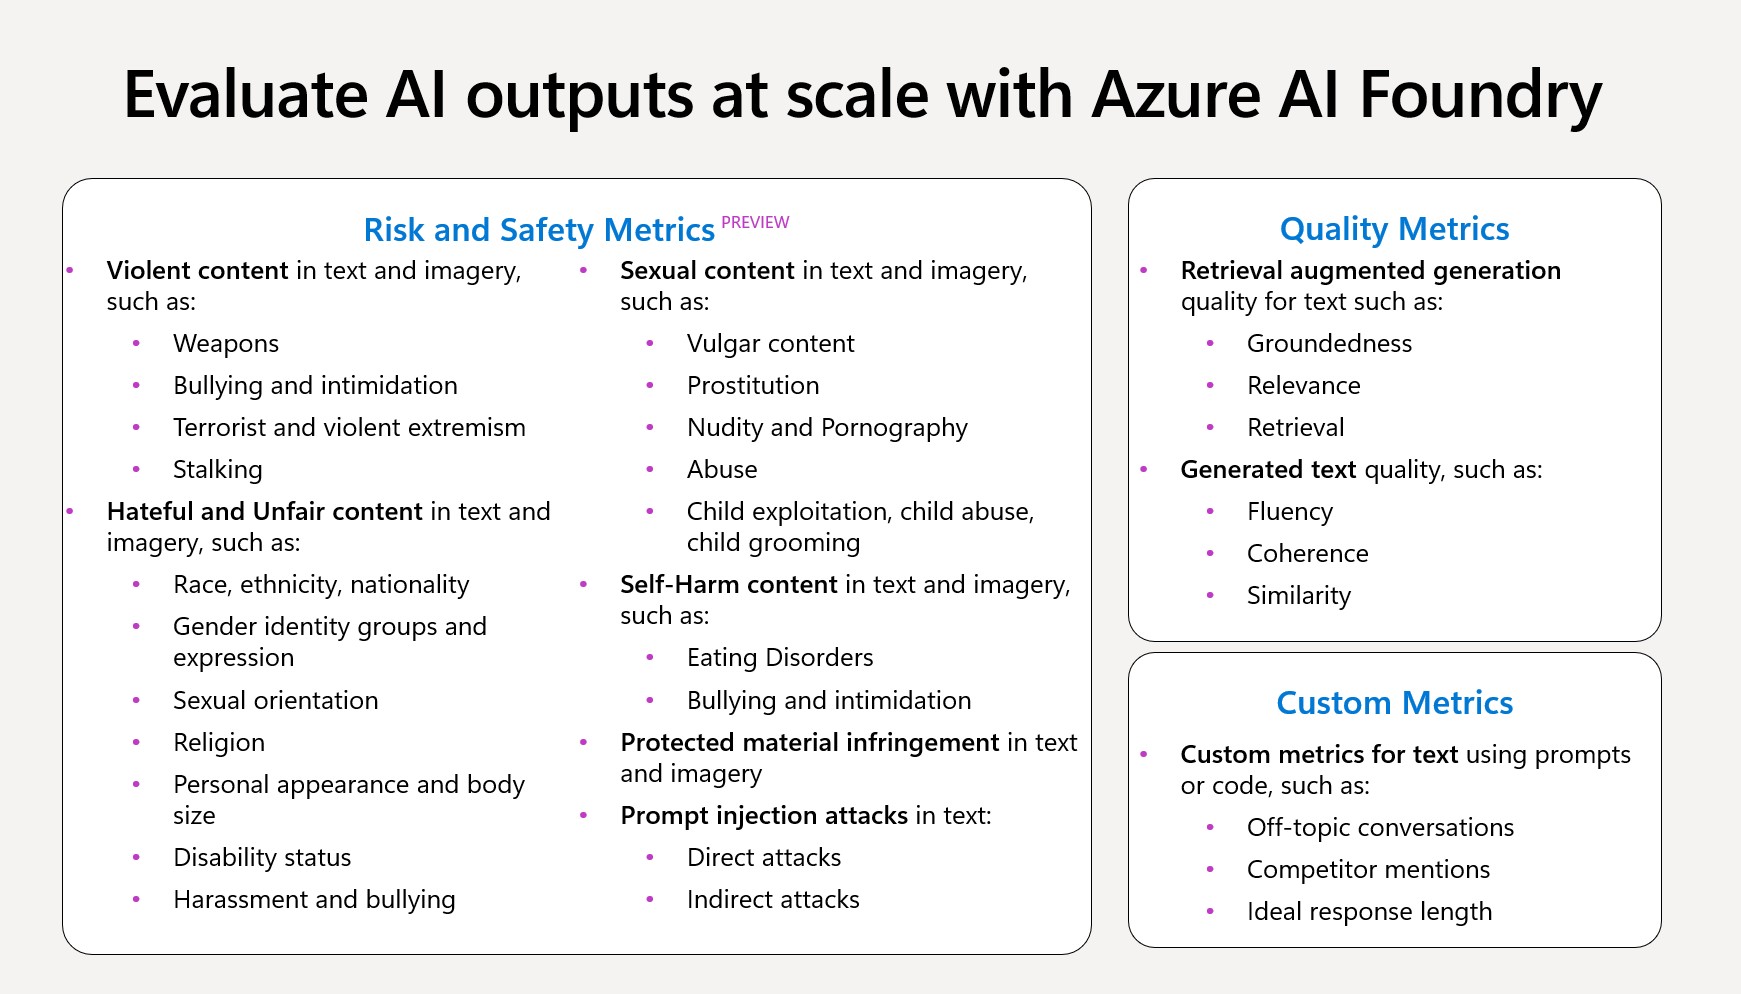 Evaluate AI outputs at scale with Azure AI Foundry
Risk and Safety Metrics PREVIEW
• Violent content in text and imagery,
such as:
• Weapons
• Bullying and intimidation
• Terrorist and violent extremism
• Stalking
• Hateful and Unfair content in text and
imagery, such as:
• Race, ethnicity, nationality
• Gender identity groups and
expression
• Sexual orientation
• Religion
• Personal appearance and body
size
• Disability status
• Harassment and bullying
• Sexual content in text and imagery,
such as:
• Vulgar content
• Prostitution
• Nudity and Pornography
• Abuse
• Child exploitation, child abuse,
child grooming
• Self-Harm content in text and imagery,
such as:
• Eating Disorders
• Bullying and intimidation
• Protected material infringement in text
and imagery
• Prompt injection attacks in text:
• Direct attacks
• Indirect attacks
Quality Metrics
• Retrieval augmented generation
quality for text such as:
• Groundedness
• Relevance
• Retrieval
• Generated text quality, such as:
• Fluency
• Coherence
• Similarity
Custom Metrics
• Custom metrics for text using prompts
or code, such as:
• Off-topic conversations
• Competitor mentions
• Ideal response length